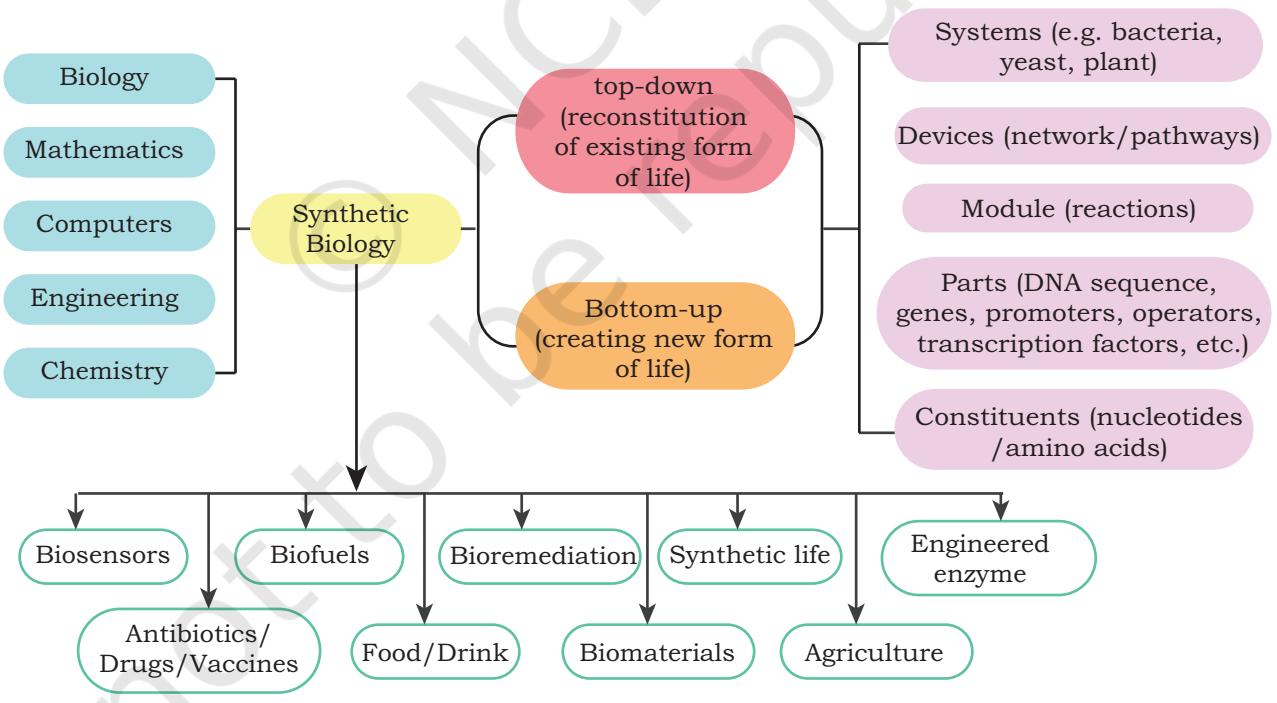 Biology
Mathematics
Computers
Engineering
Chemistry
Synthetic
Biology
top-down
(reconstitution
of existing form
of life)
Bottom-up
(creating new form
of life)
Systems (e.g. bacteria,
yeast, plant)
Devices (network/pathways)
Module (reactions)
Parts (DNA sequence,
genes, promoters, operators,
transcription factors, etc.)
Constituents (nucleotides
/amino acids)
Biosensors
Biofuels
Bioremediation
Synthetic life
Engineered
enzyme
Antibiotics/
Drugs/Vaccines
Food/Drink
Biomaterials
Agriculture
© NC
not to be repu